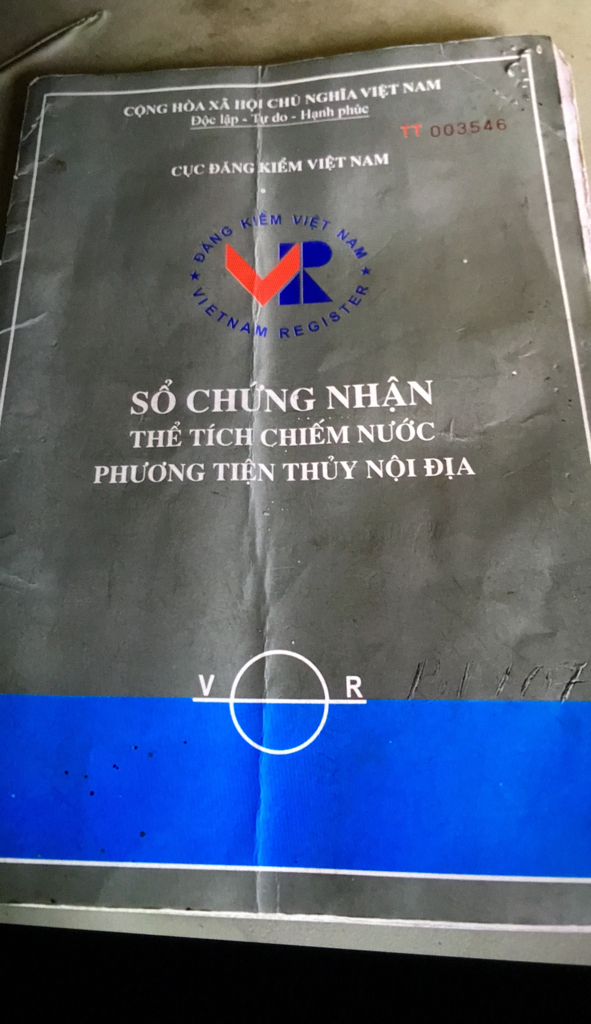 CỘNG HÒA XÃ HỘI CHỦ NGHĨA VIỆT NAM
Độc lập - Tự do - Hạnh phúc
TT 003546
CỤC ĐĂNG KIỂM VIỆT NAM
★ ĐĂNG KIỂM VIỆT NAM ★
VR
VIETNAM REGISTER
SỔ CHỨNG NHẬN
THỂ TÍCH CHIẾM NƯỚC
PHƯƠNG TIỆN THỦY NỘI ĐỊA
V R